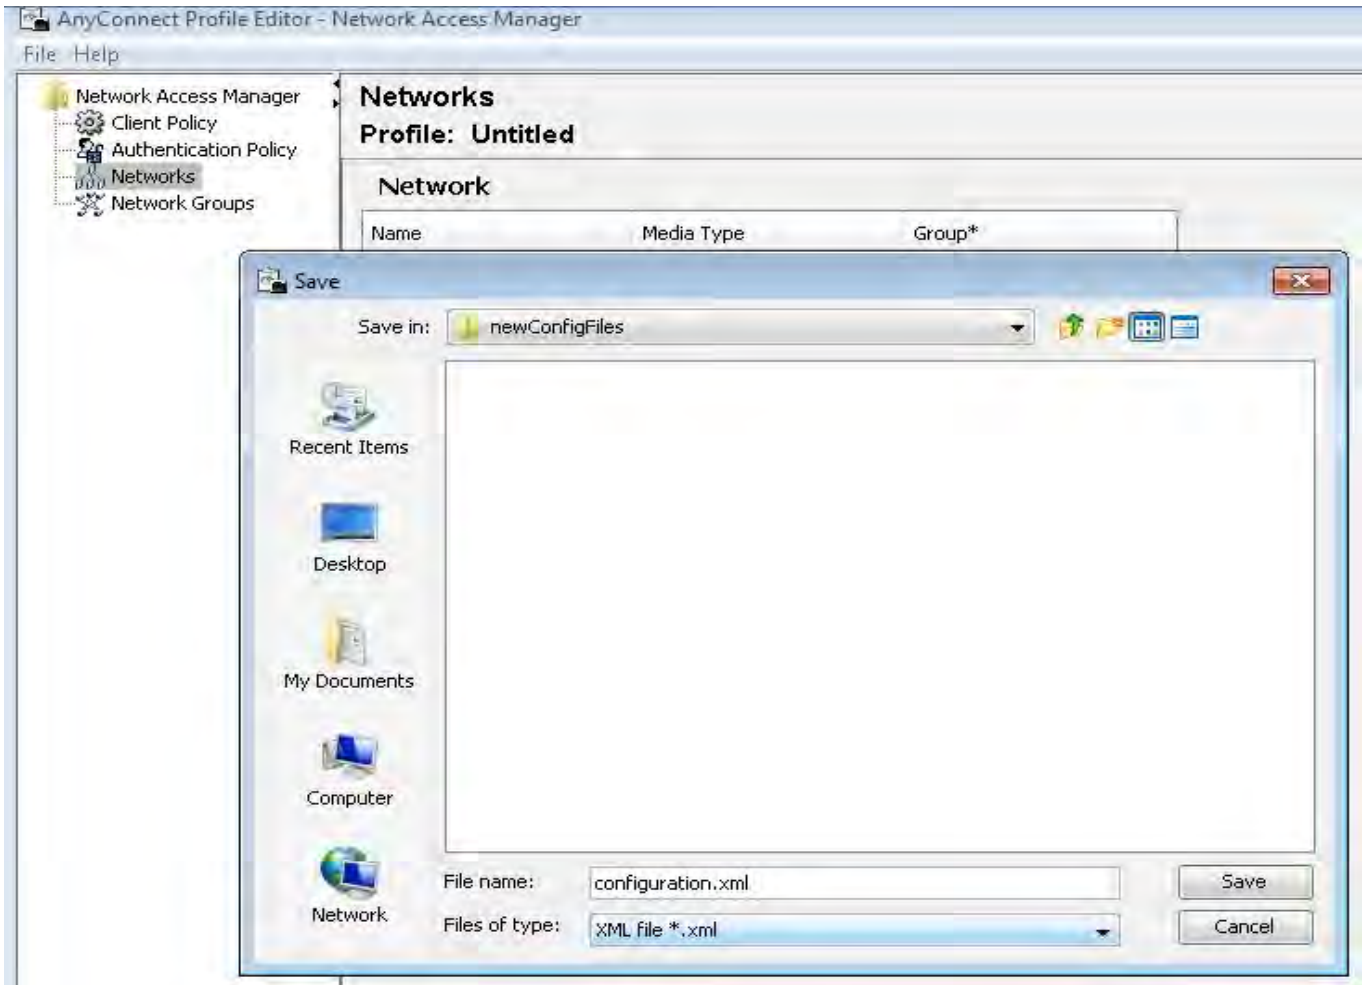 AnyConnect Profile Editor - Network Access Manager
File Help
Network Access Manager
Client Policy
Authentication Policy
Networks
Network Groups
Networks
Profile: Untitled
Network
Name Media Type Group*
Save
Save in: newConfigFiles
Recent Items
Desktop
My Documents
Computer
Network
File name: configuration.xml Save
Files of type: XML file *.xml Cancel